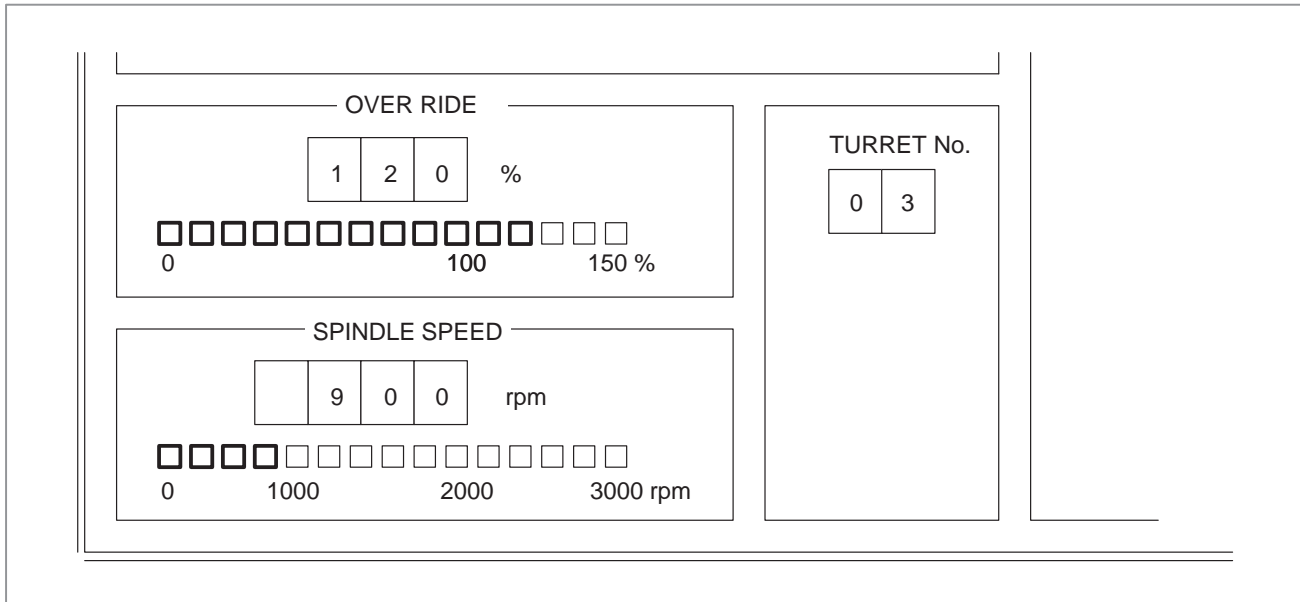 OVER RIDE
1 2 0 %
0 100 150 %
SPINDLE SPEED
9 0 0 rpm
0 1000 2000 3000 rpm
TURRET No.
0 3